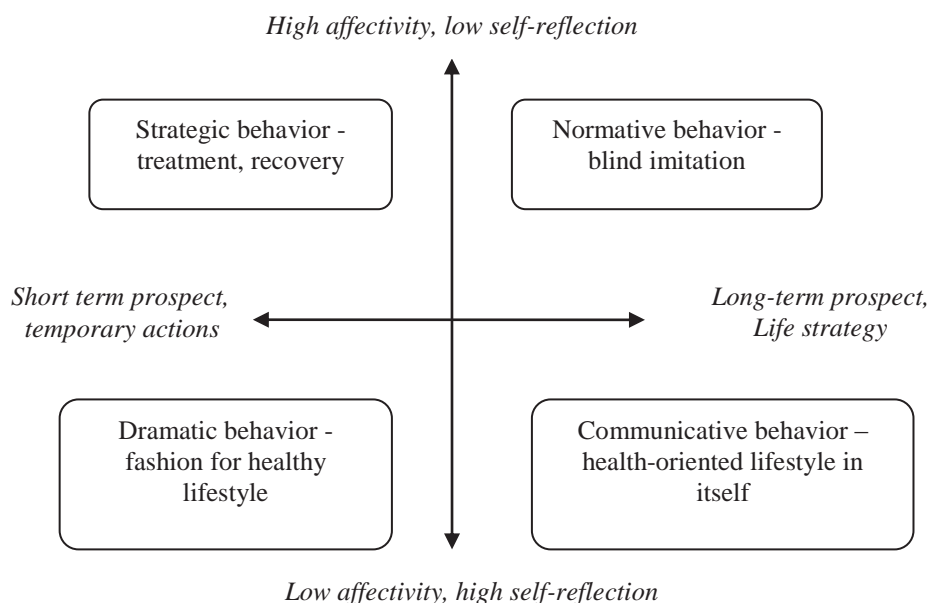 High affectivity, low self-reflection
Strategic behavior -
treatment, recovery
Normative behavior -
blind imitation
Short term prospect,
temporary actions
Long-term prospect,
Life strategy
Dramatic behavior -
fashion for healthy
lifestyle
Communicative behavior –
health-oriented lifestyle in
itself
Low affectivity, high self-reflection